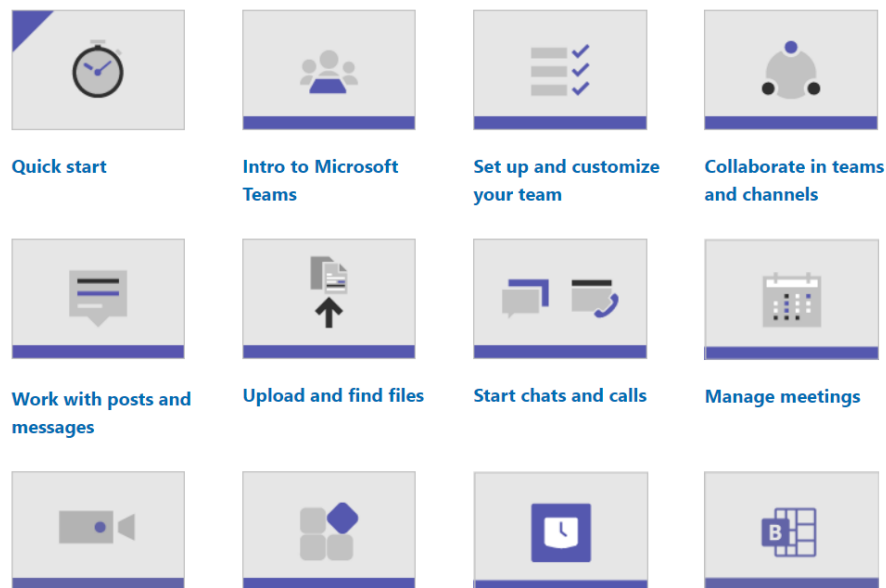 Quick start
Intro to Microsoft
Teams
Set up and customize
your team
Collaborate in teams
and channels
Work with posts and
messages
Upload and find files
Start chats and calls
Manage meetings
B